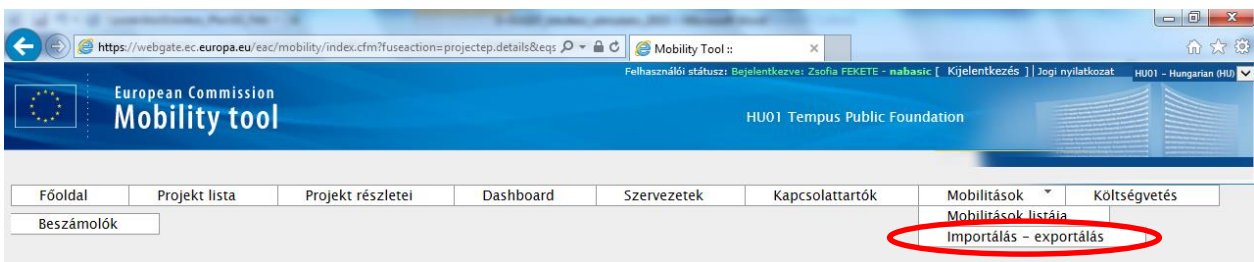 https://webgate.ec.europa.eu/eac/mobility/index.cfm?fuseaction=projectep.details&eqs
Mobility Tool ::
Felhasználói státusz: Bejelentkezve: Zsofia FEKETE - nabasic [ Kijelentkezés ] | Jogi nyilatkozat HU01 - Hungarian (HU)
European Commission
Mobility tool
HU01 Tempus Public Foundation
Főoldal Projekt lista Projekt részletei Dashboard Szervezetek Kapcsolattartók Mobilitások Költségvetés
Beszámolók Mobilitások listája
Importálás – exportálás